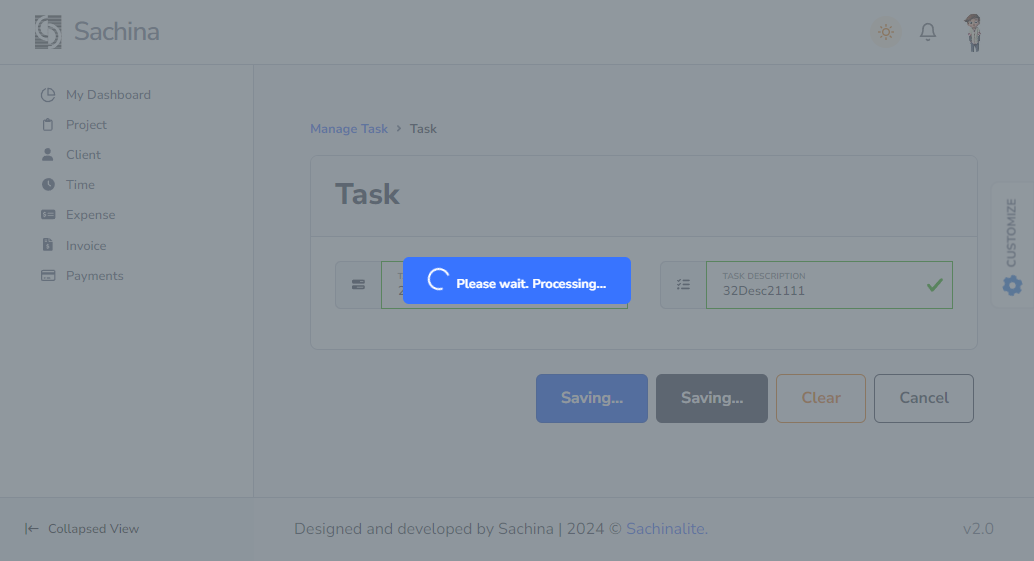 Sachina
My Dashboard
Project
Client
Time
Expense
Invoice
Payments
Manage Task > Task
Task
Please wait. Processing...
TASK DESCRIPTION
32Desc21111
CUSTOMIZE
Saving...
Saving...
Clear
Cancel
Collapsed View
Designed and developed by Sachina | 2024 © Sachinalite.
v2.0